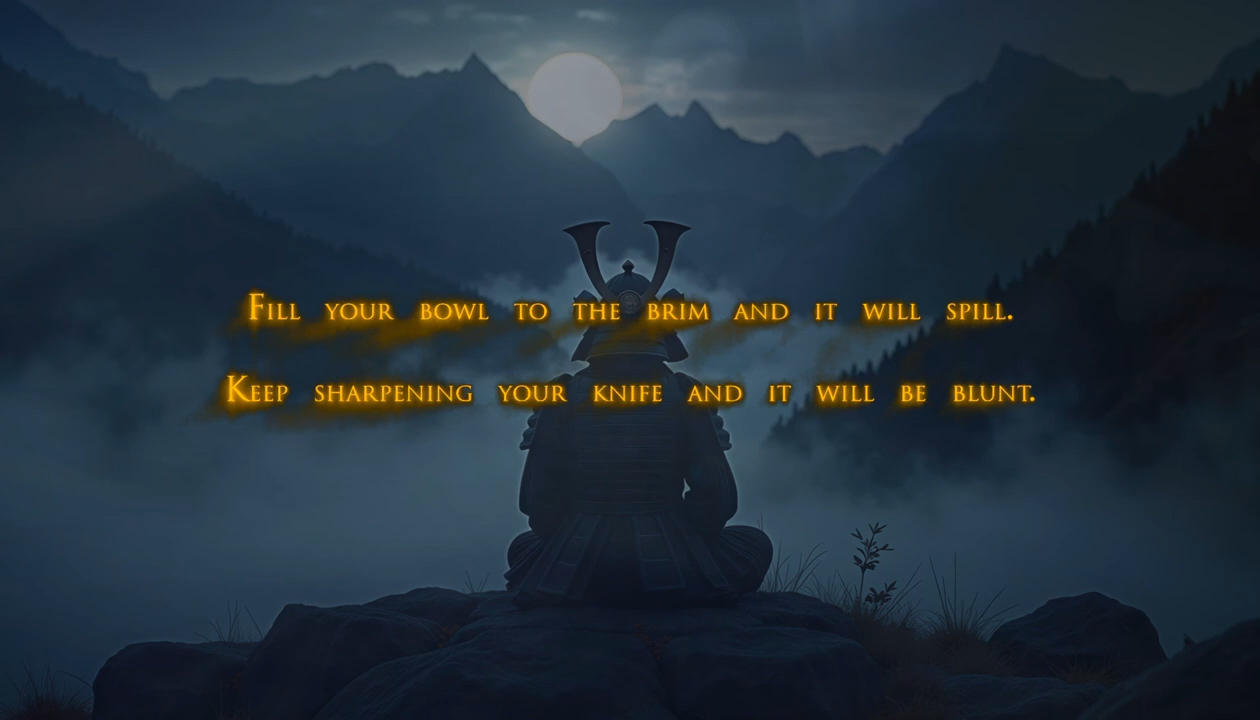 Fill your bowl to the brim and it will spill.
Keep sharpening your knife and it will be blunt.